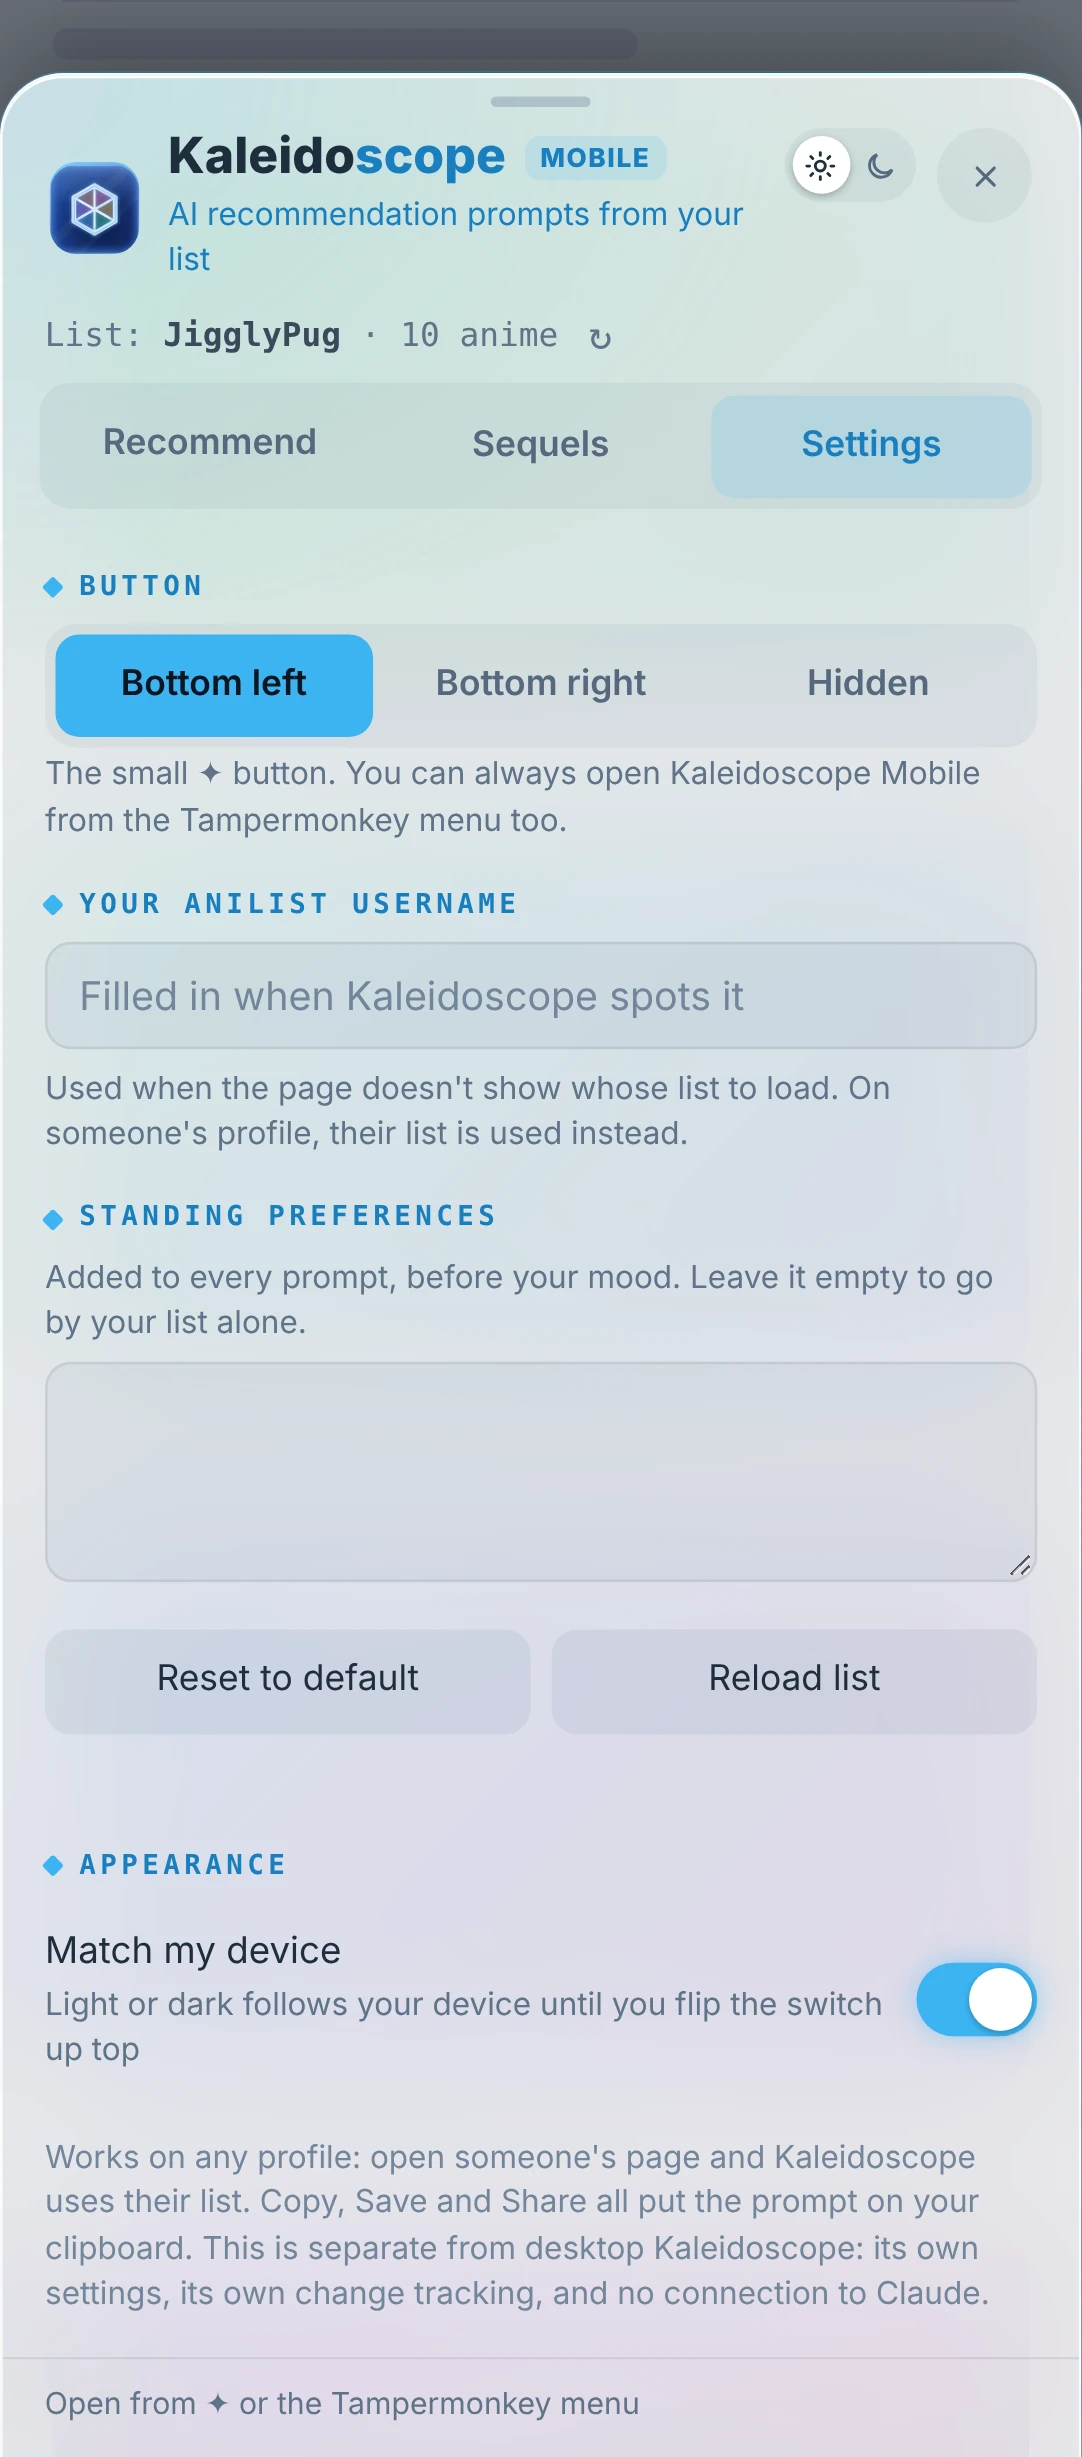 Kaleidoscope MOBILE
AI recommendation prompts from your
list
List: JigglyPug · 10 anime ↻
Recommend Sequels Settings
BUTTON
Bottom left Bottom right Hidden
The small ✦ button. You can always open Kaleidoscope Mobile
from the Tampermonkey menu too.
YOUR ANILIST USERNAME
Filled in when Kaleidoscope spots it
Used when the page doesn't show whose list to load. On
someone's profile, their list is used instead.
STANDING PREFERENCES
Added to every prompt, before your mood. Leave it empty to go
by your list alone.
Reset to default Reload list
APPEARANCE
Match my device
Light or dark follows your device until you flip the switch
up top
Works on any profile: open someone's page and Kaleidoscope
uses their list. Copy, Save and Share all put the prompt on your
clipboard. This is separate from desktop Kaleidoscope: its own
settings, its own change tracking, and no connection to Claude.
Open from ✦ or the Tampermonkey menu